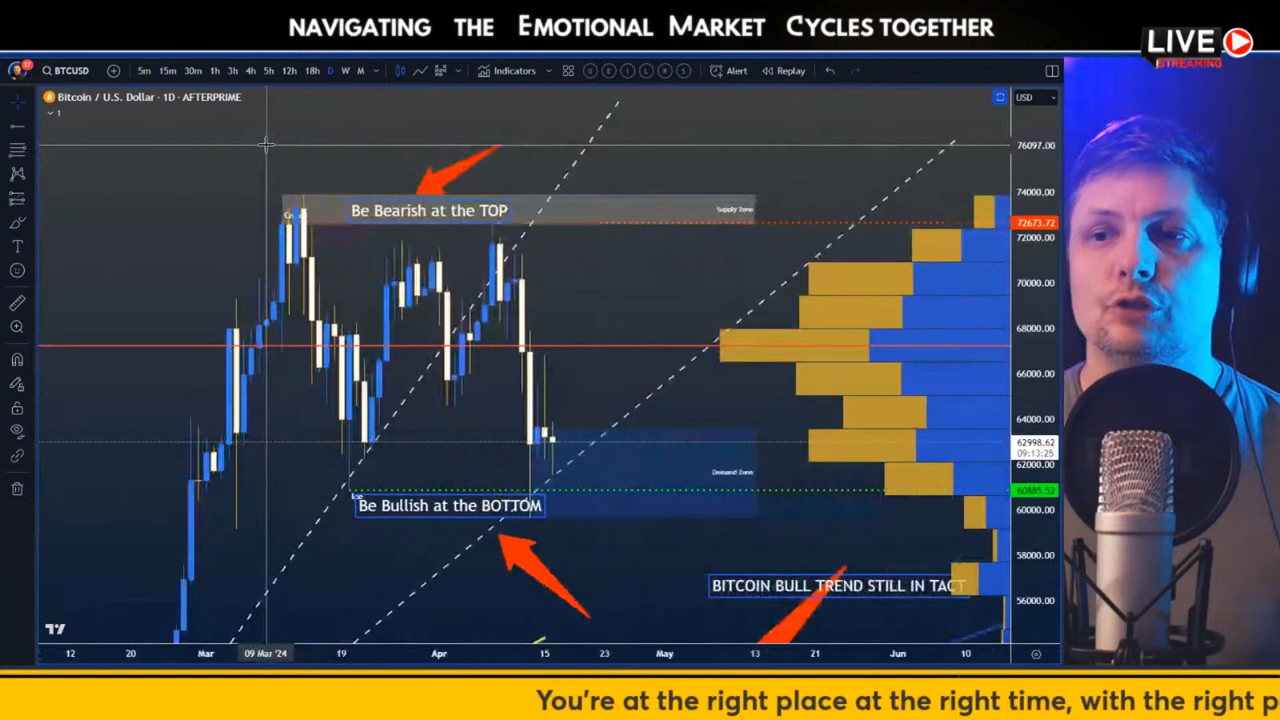 NAVIGATING THE EMOTIONAL MARKET CYCLES TOGETHER
LIVE
STREAMING
BTCUSD
5m 15m 30m 1h 3h 4h 5h 12h 18h D W M
Indicators
D E I L R S
Alert
Replay
Bitcoin / U.S. Dollar · 1D · AFTERPRIME
USD
1
76097.00
74000.00
Be Bearish at the TOP
Supply Zone
72673.72
72000.00
70000.00
68000.00
66000.00
64000.00
62998.62
09:13:25
62000.00
Demand Zone
60885.52
Ice
Be Bullish at the BOTTOM
60000.00
58000.00
BITCOIN BULL TREND STILL IN TACT
56000.00
12 20 Mar 09 Mar '24 19 Apr 15 23 May 13 21 Jun 10
You're at the right place at the right time, with the right p